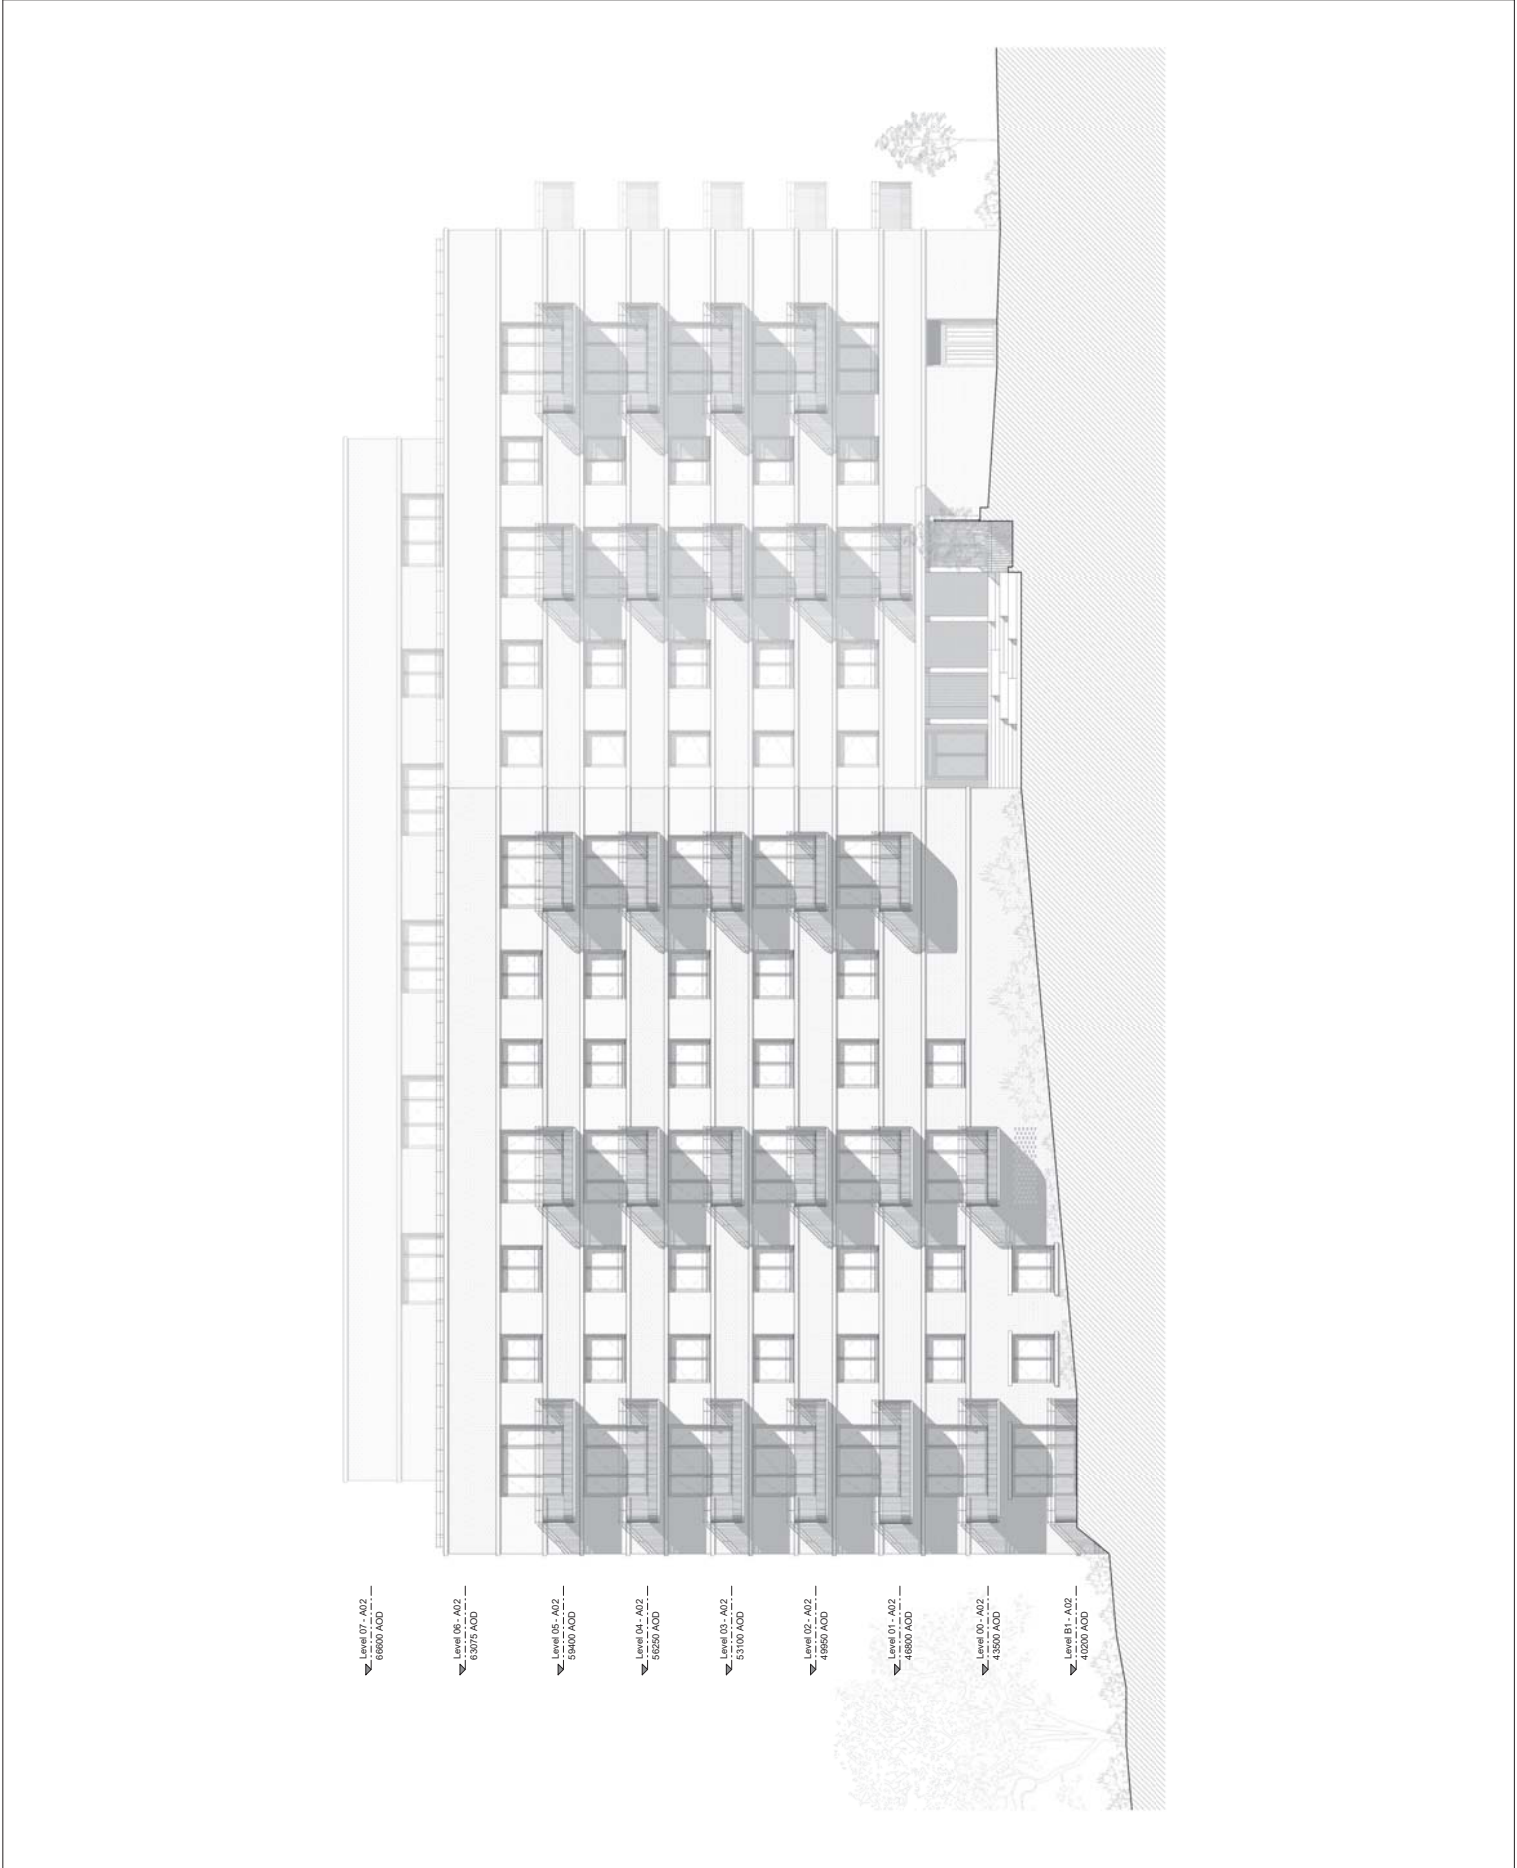 Level 07 - A02
66600 AOD
Level 06 - A02
63075 AOD
Level 05 - A02
59400 AOD
Level 04 - A02
56250 AOD
Level 03 - A02
53100 AOD
Level 02 - A02
49950 AOD
Level 01 - A02
46800 AOD
Level 00 - A02
43500 AOD
Level B1 - A02
40200 AOD